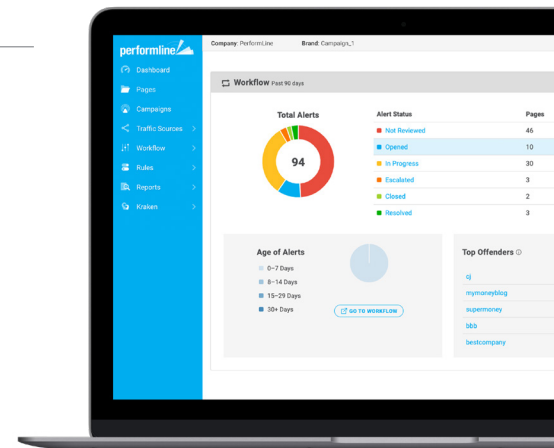 performline
Company: PerformLine Brand: Campaign_1
Dashboard
Pages
Campaigns
Traffic Sources
Workflow
Rules
Reports
Kraken
Workflow Past 90 days
Total Alerts
94
Alert Status Pages
Not Reviewed 46
Opened 10
In Progress 30
Escalated 3
Closed 2
Resolved 3
Age of Alerts
0–7 Days
8–14 Days
15–29 Days
30+ Days
GO TO WORKFLOW
Top Offenders
cj
mymoneyblog
supermoney
bbb
bestcompany